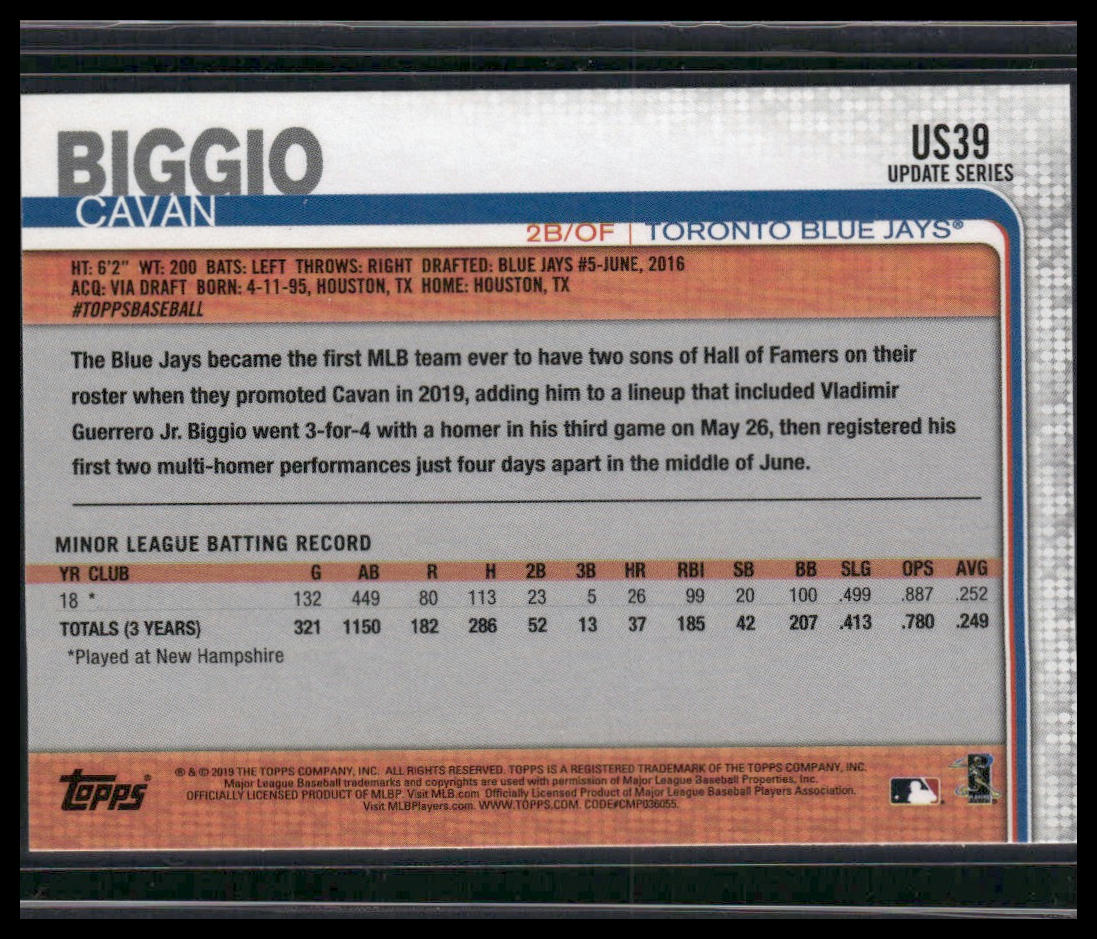 BIGGIO
CAVAN
US39
UPDATE SERIES
2B/OF | TORONTO BLUE JAYS®
HT: 6'2" WT: 200 BATS: LEFT THROWS: RIGHT DRAFTED: BLUE JAYS #5-JUNE, 2016
ACQ: VIA DRAFT BORN: 4-11-95, HOUSTON, TX HOME: HOUSTON, TX
#TOPPSBASEBALL
The Blue Jays became the first MLB team ever to have two sons of Hall of Famers on their
roster when they promoted Cavan in 2019, adding him to a lineup that included Vladimir
Guerrero Jr. Biggio went 3-for-4 with a homer in his third game on May 26, then registered his
first two multi-homer performances just four days apart in the middle of June.
MINOR LEAGUE BATTING RECORD
YR CLUB G AB R H 2B 3B HR RBI SB BB SLG OPS AVG
18 * 132 449 80 113 23 5 26 99 20 100 .499 .887 .252
TOTALS (3 YEARS) 321 1150 182 286 52 13 37 185 42 207 .413 .780 .249
*Played at New Hampshire
Topps®
® & © 2019 THE TOPPS COMPANY, INC. ALL RIGHTS RESERVED. TOPPS IS A REGISTERED TRADEMARK OF THE TOPPS COMPANY, INC.
Major League Baseball trademarks and copyrights are used with permission of Major League Baseball Properties, Inc.
OFFICIALLY LICENSED PRODUCT OF MLBP. Visit MLB.com Officially Licensed Product of Major League Baseball Players Association.
Visit MLBPlayers.com. WWW.TOPPS.COM. CODE#CMP036055.